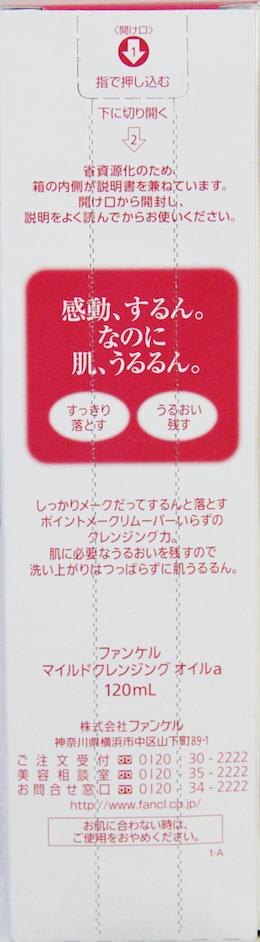 〈開け口〉
1
指で押し込む
下に切り開く
2
省資源化のため、
箱の内側が説明書を兼ねています。
開け口から開封し、
説明をよく読んでからお使いください。
感動、するん。
なのに
肌、うるるん。
すっきり
落とす
うるおい
残す
しっかりメークだってするんと落とす
ポイントメークリムーバーいらずの
クレンジング力。
肌に必要なうるおいを残すので
洗い上がりはつっぱらずに肌うるるん。
ファンケル
マイルドクレンジング オイルa
120mL
株式会社ファンケル
神奈川県横浜市中区山下町89-1
ご注文受付 0120-30-2222
美容相談室 0120-35-2222
お問合せ窓口 0120-34-2222
http://www.fancl.co.jp/
お肌に合わない時は、
ご使用をおやめください。
1-A